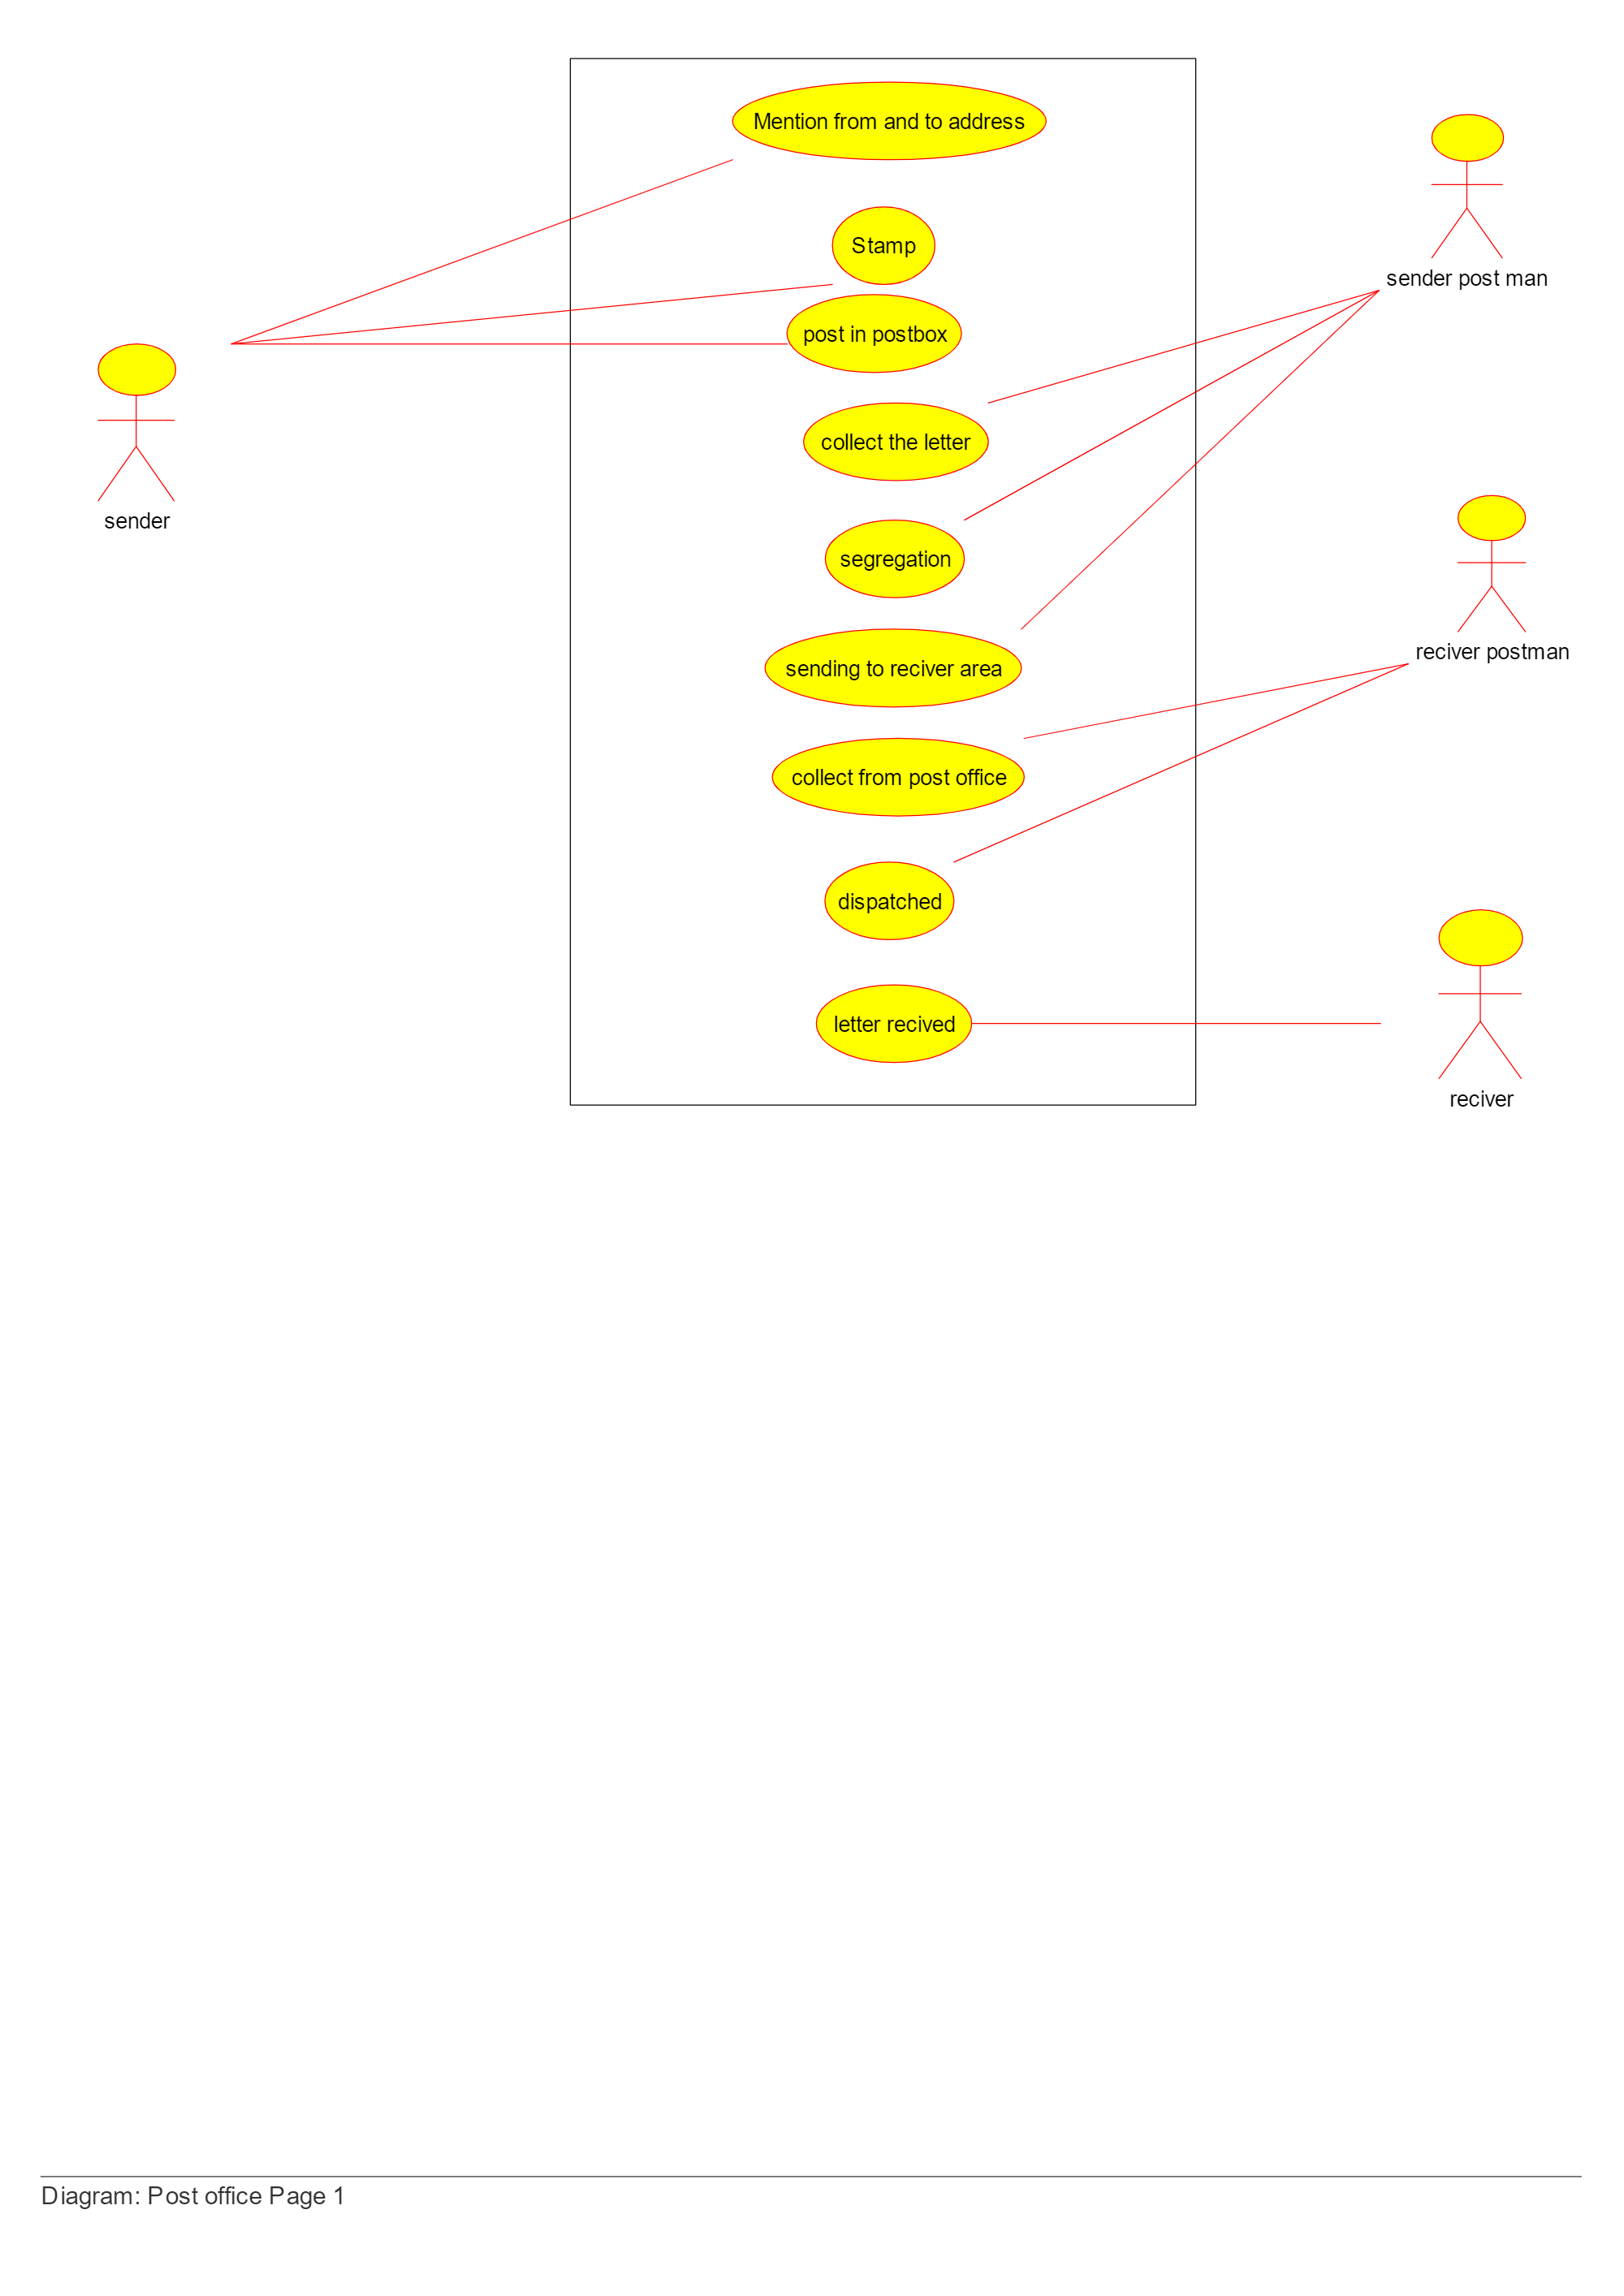 Mention from and to address
Stamp
post in postbox
sender post man
collect the letter
sender
segregation
reciver postman
sending to reciver area
collect from post office
dispatched
letter recived
reciver
Diagram: Post office Page 1